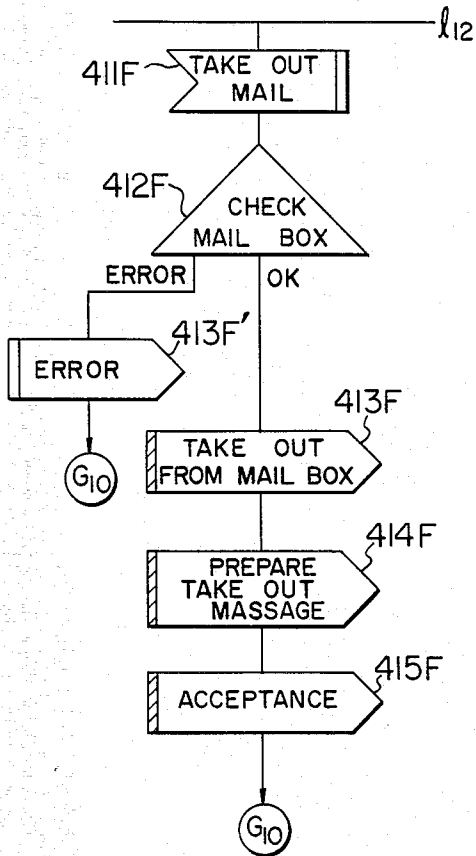 l12
411F
TAKE OUT
MAIL
412F
CHECK
MAIL BOX
ERROR
OK
413F'
ERROR
G10
413F
TAKE OUT
FROM MAIL BOX
414F
PREPARE
TAKE OUT
MASSAGE
415F
ACCEPTANCE
G10